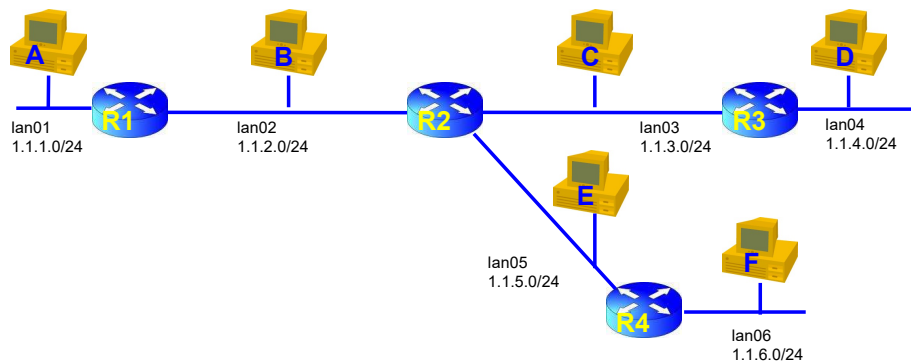 A
B
C
D
R1
R2
R3
lan01
1.1.1.0/24
lan02
1.1.2.0/24
lan03
1.1.3.0/24
lan04
1.1.4.0/24
E
lan05
1.1.5.0/24
F
R4
lan06
1.1.6.0/24